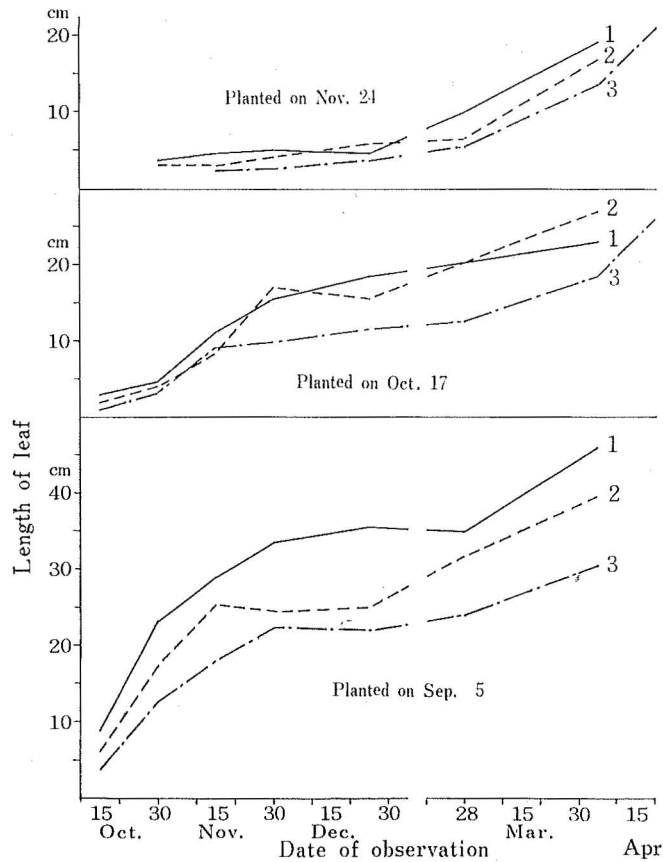 cm
20
10
1
2
3
Planted on Nov. 24
cm
20
10
2
1
3
Planted on Oct. 17
Length of leaf
cm
40
30
20
10
1
2
3
Planted on Sep. 5
15 30 15 30 15 30 28 15 30 15
Oct. Nov. Dec. Mar.
Date of observation Apr